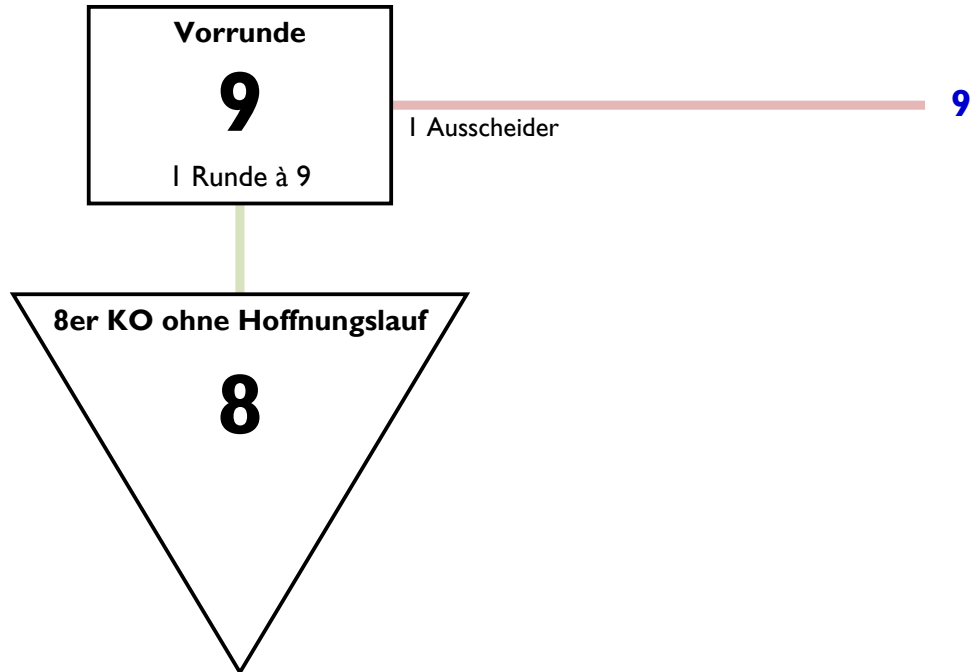 Vorrunde
9
1 Runde à 9
1 Ausscheider
9
8er KO ohne Hoffnungslauf
8